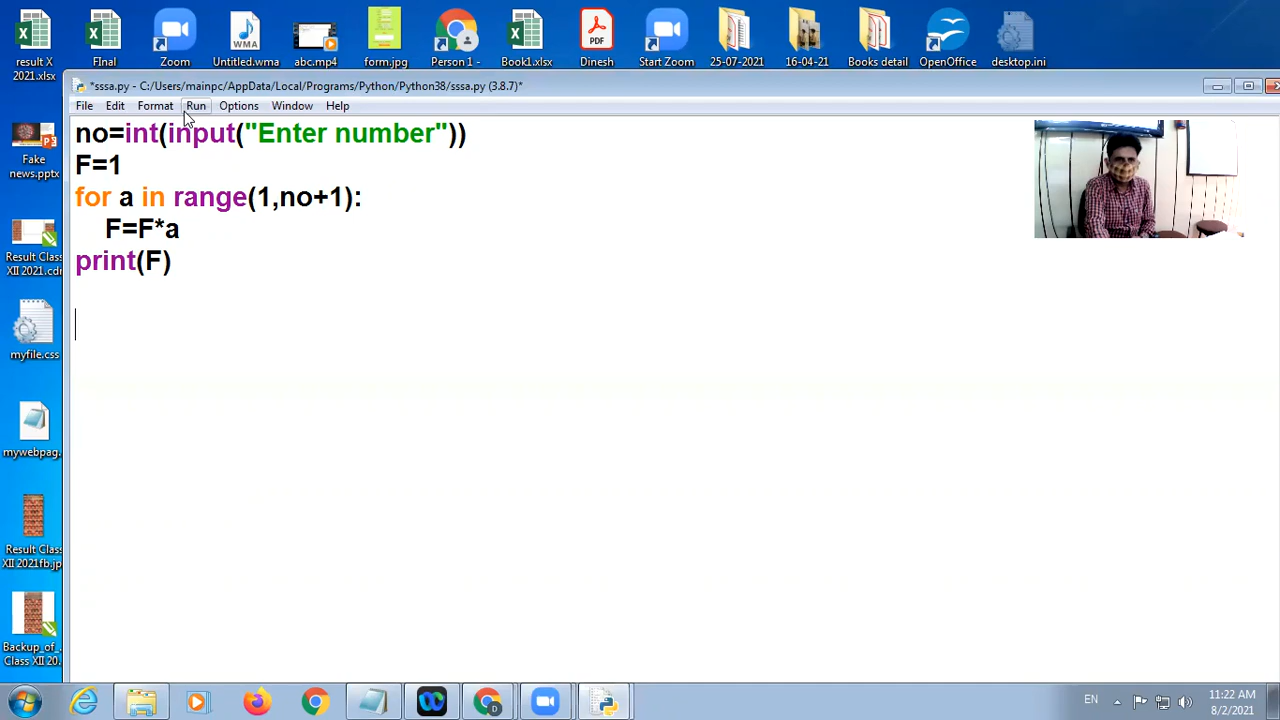 result X
2021.xlsx
FInal
Zoom
Untitled.wma
abc.mp4
form.jpg
Person 1 -
Book1.xlsx
Dinesh
Start Zoom
25-07-2021
16-04-21
Books detail
OpenOffice
desktop.ini
*sssa.py - C:/Users/mainpc/AppData/Local/Programs/Python/Python38/sssa.py (3.8.7)*
File Edit Format Run Options Window Help
no=int(input("Enter number"))
F=1
for a in range(1,no+1):
F=F*a
print(F)
Fake
news.pptx
Result Class
XII 2021.cdr
myfile.css
mywebpag.
Result Class
XII 2021fb.jp
Backup_of_
Class XII 20.
WMA
PDF
EN
11:22 AM
8/2/2021